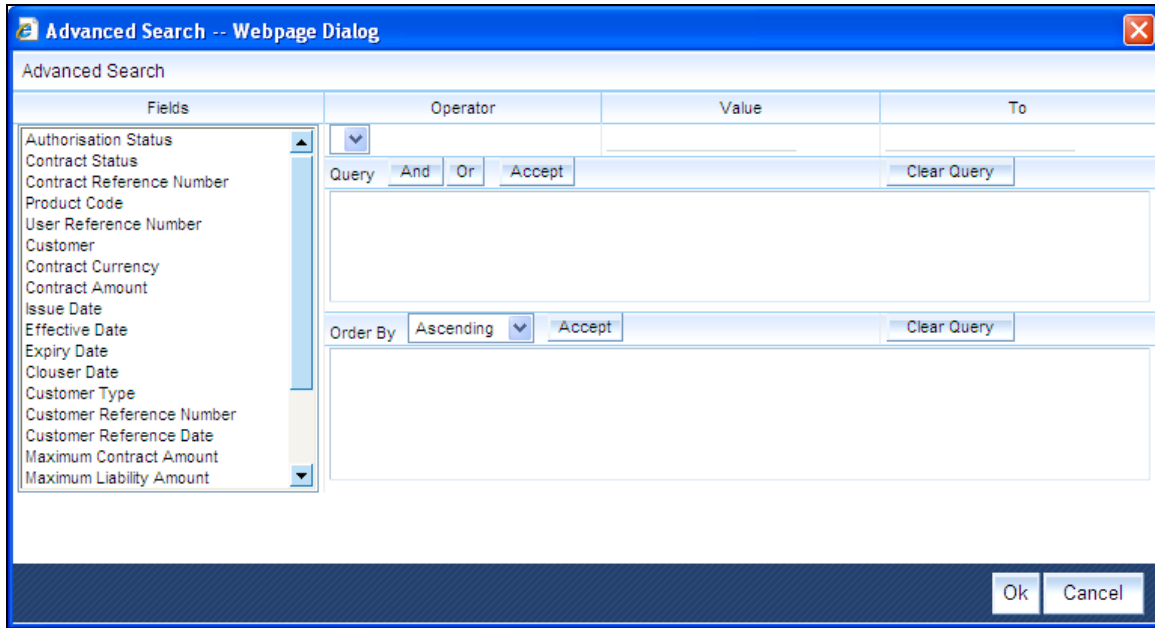 Advanced Search -- Webpage Dialog
Advanced Search
Fields Operator Value To
Authorisation Status
Contract Status
Contract Reference Number
Product Code
User Reference Number
Customer
Contract Currency
Contract Amount
Issue Date
Effective Date
Expiry Date
Clouser Date
Customer Type
Customer Reference Number
Customer Reference Date
Maximum Contract Amount
Maximum Liability Amount
Query And Or Accept Clear Query
Order By Ascending Accept Clear Query
Ok Cancel